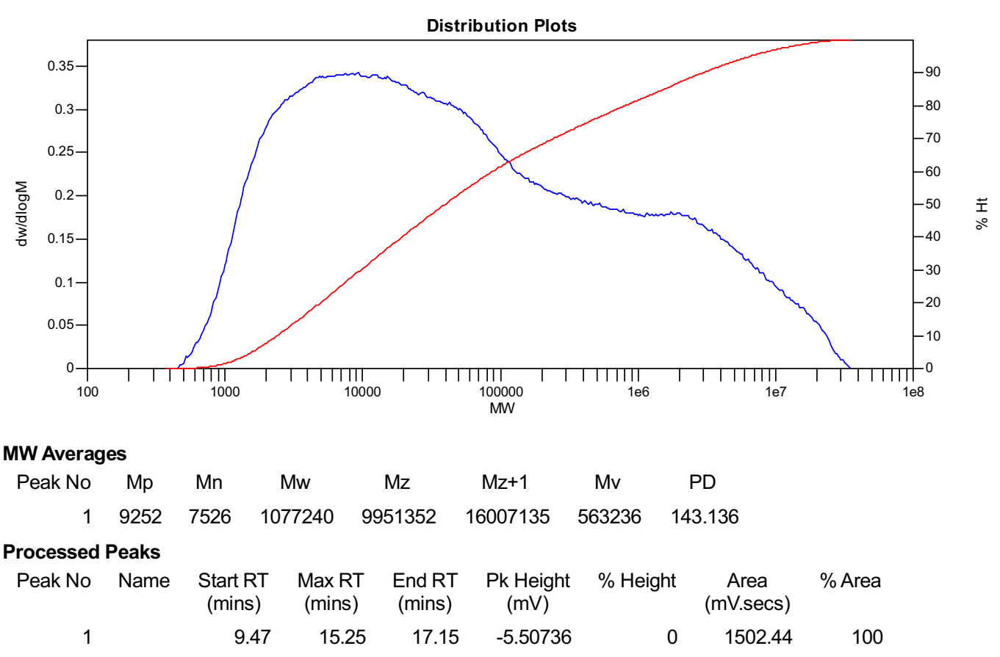 Distribution Plots
dw/dlogM
0.35
0.3
0.25
0.2
0.15
0.1
0.05
0
90
80
70
60
50
40
30
20
10
0
% Ht
100 1000 10000 100000 1e6 1e7 1e8
MW
MW Averages
Peak No Mp Mn Mw Mz Mz+1 Mv PD
1 9252 7526 1077240 9951352 16007135 563236 143.136
Processed Peaks
Peak No Name Start RT Max RT End RT Pk Height % Height Area % Area
(mins) (mins) (mins) (mV) (mV.secs)
1 9.47 15.25 17.15 -5.50736 0 1502.44 100